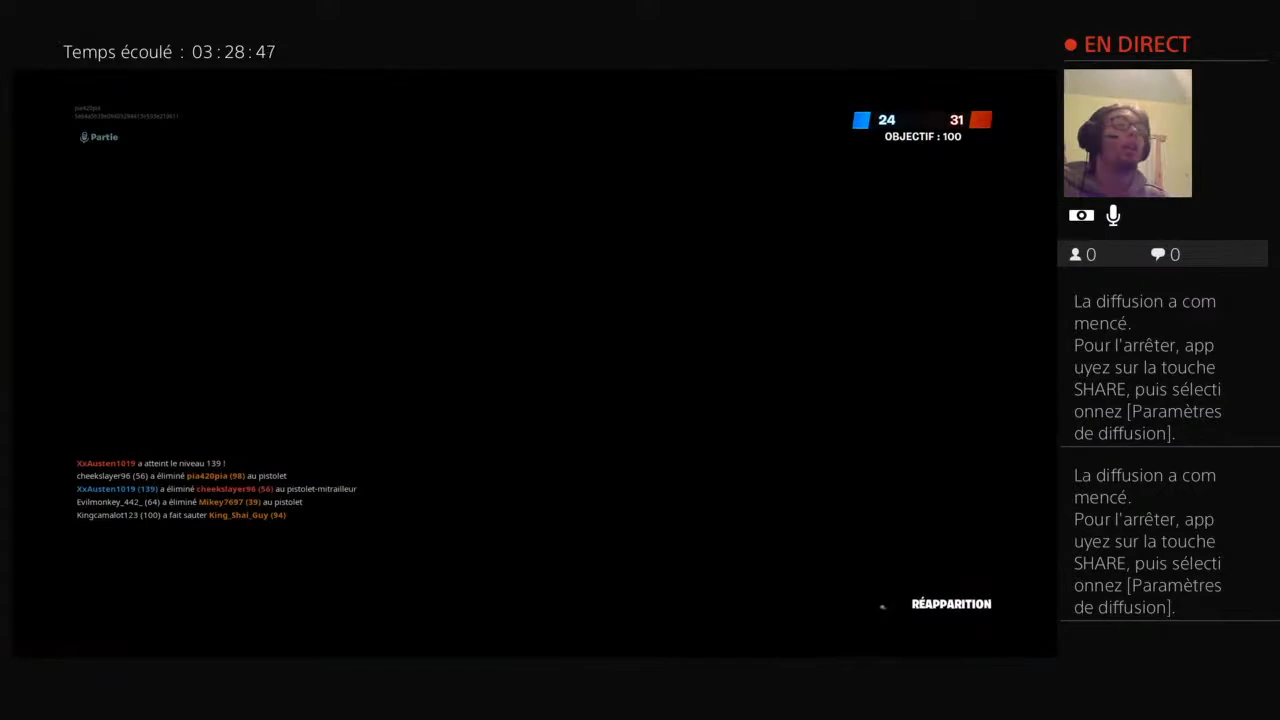 Temps écoulé : 03:28:47
EN DIRECT
pia420pia
Partie
24 31
OBJECTIF : 100
0 0
La diffusion a com
mencé.
Pour l'arrêter, app
uyez sur la touche
SHARE, puis sélecti
onnez [Paramètres
de diffusion].
La diffusion a com
mencé.
Pour l'arrêter, app
uyez sur la touche
SHARE, puis sélecti
onnez [Paramètres
de diffusion].
XxAusten1019 a atteint le niveau 139 !
cheekslayer96 (56) a éliminé pia420pia (98) au pistolet
XxAusten1019 (139) a éliminé cheekslayer96 (56) au pistolet-mitrailleur
Evilmonkey_442_ (64) a éliminé Mikey7697 (39) au pistolet
Kingcamalot123 (100) a fait sauter King_Shai_Guy (94)
RÉAPPARITION